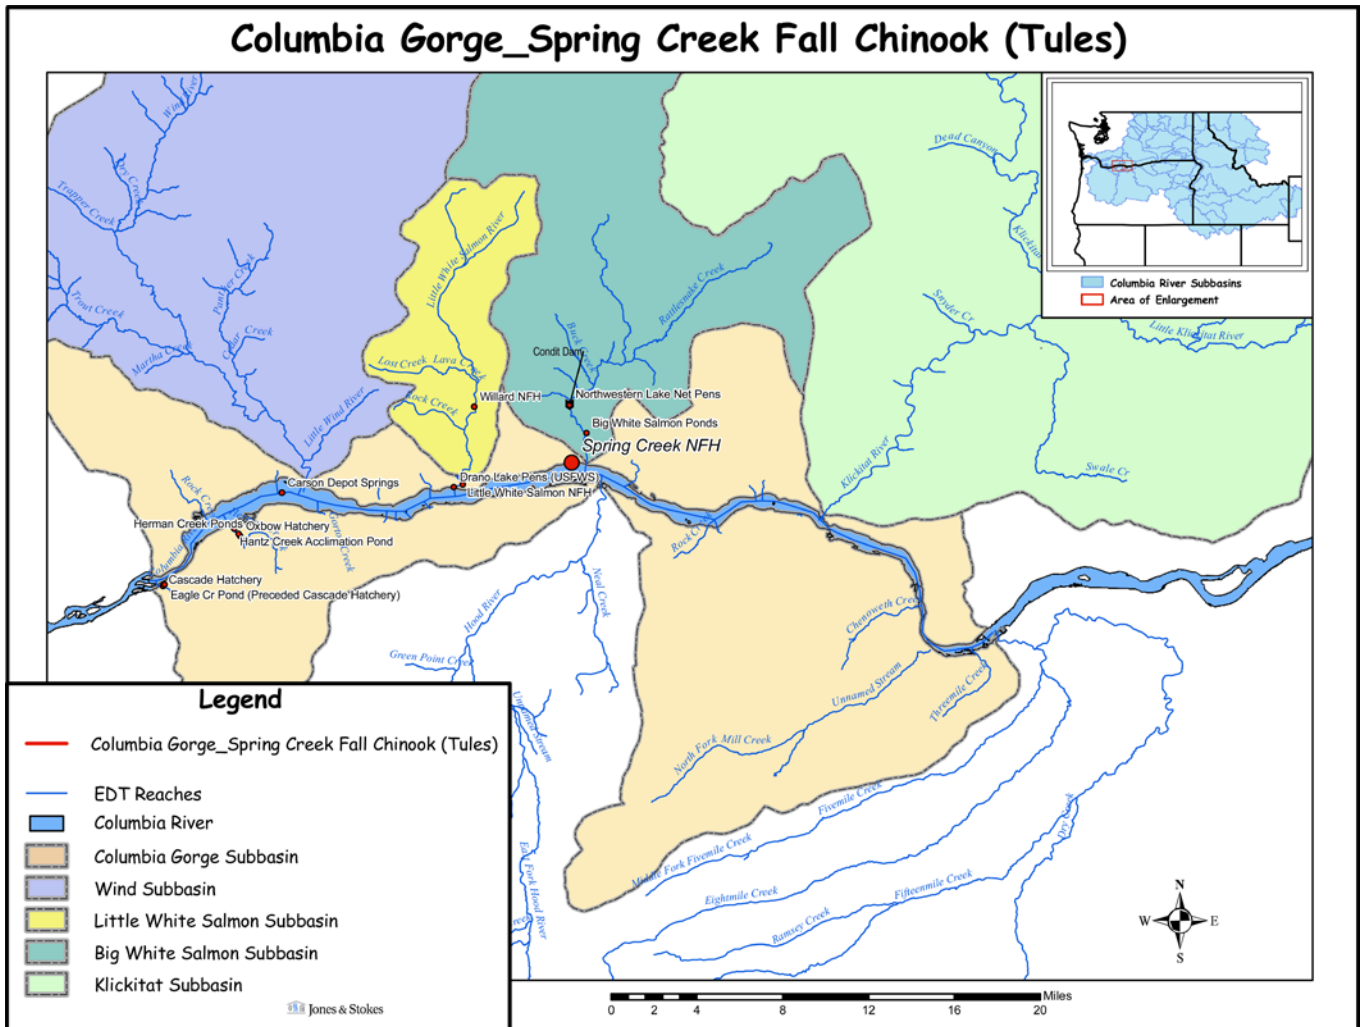 Columbia Gorge_Spring Creek Fall Chinook (Tules)
Wind River
Dry Creek
Trapper Creek
Panther Creek
Trout Creek
Martha Creek
Cedar Creek
Little Wind River
Little White Salmon River
Lost Creek
Lava Creek
Rock Creek
Willard NFH
Buck Creek
Rattlesnake Creek
Condit Dam
Northwestern Lake Net Pens
Big White Salmon Ponds
Spring Creek NFH
Dead Canyon
Klickitat
Snyder Cr
Little Klickitat River
Klickitat River
Swale Cr
Columbia River Subbasins
Area of Enlargement
Carson Depot Springs
Drano Lake Pens (USFWS)
Little White Salmon NFH
Rock Cre
Herman Creek Ponds
Oxbow Hatchery
Hantz Creek Acclimation Pond
Gorton Creek
Cascade Hatchery
Eagle Cr Pond (Preceded Cascade Hatchery)
Rock Creek
Hood River
Neal Creek
Green Point Creek
Chenoweth Creek
Unnamed Stream
Threemile Creek
North Fork Mill Creek
Unnamed Stream
Fivemile Creek
Middle Fork Fivemile Creek
Eightmile Creek
Ramsey Creek
Fifteenmile Creek
Dry Creek
East Fork Hood River
reek
Legend
Columbia Gorge_Spring Creek Fall Chinook (Tules)
EDT Reaches
Columbia River
Columbia Gorge Subbasin
Wind Subbasin
Little White Salmon Subbasin
Big White Salmon Subbasin
Klickitat Subbasin
Jones & Stokes
N
W E
S
Miles
0 2 4 8 12 16 20